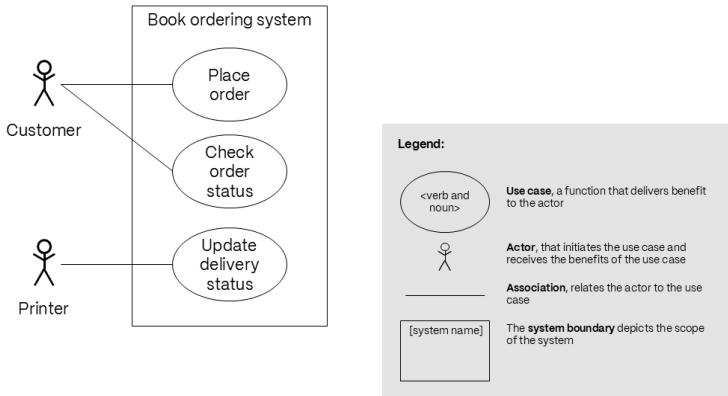 Book ordering system
Place
order
Customer
Check
order
status
Update
delivery
status
Printer
Legend:
<verb and
noun>
Use case, a function that delivers benefit
to the actor
Actor, that initiates the use case and
receives the benefits of the use case
Association, relates the actor to the use
case
[system name]
The system boundary depicts the scope
of the system